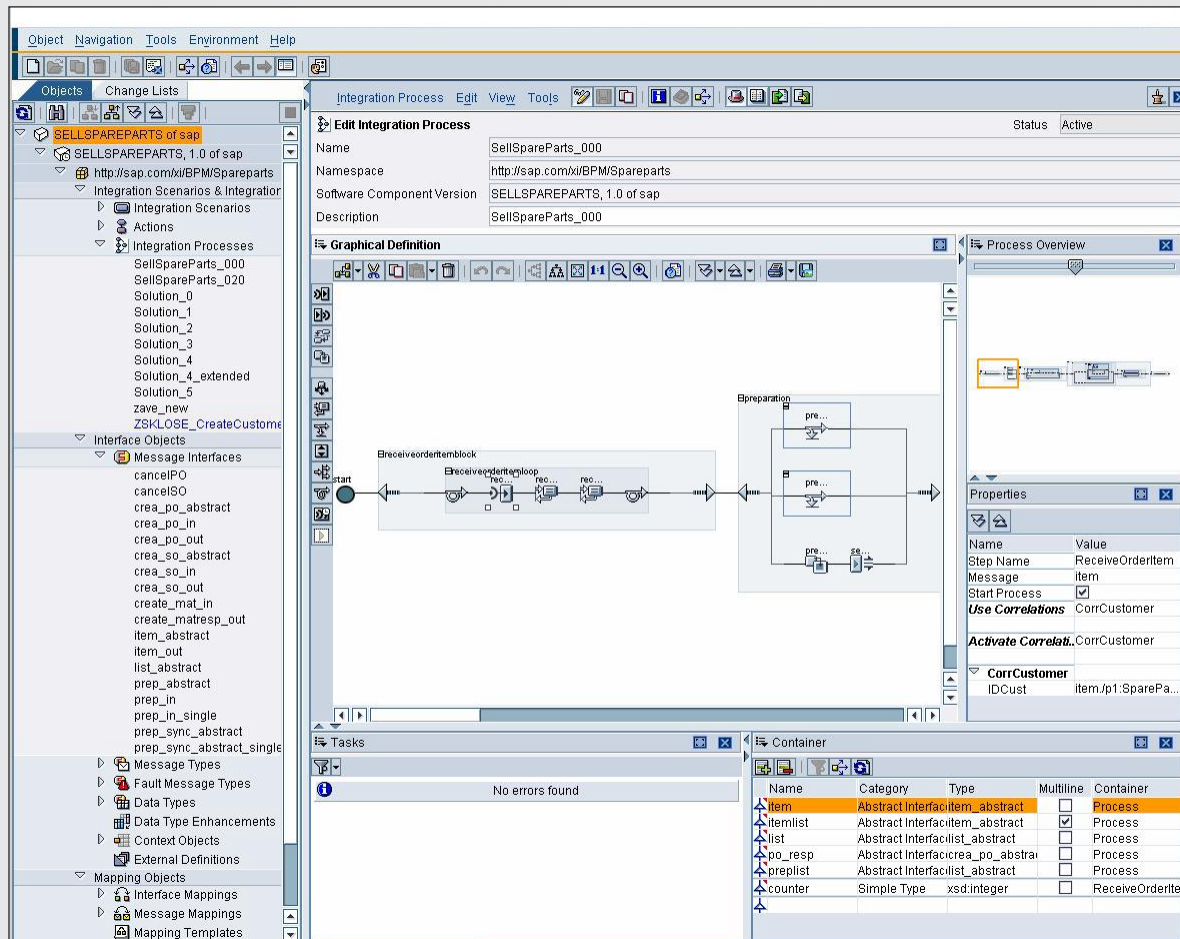 Object Navigation Tools Environment Help
Objects Change Lists
SELLSPAREPARTS of sap
SELLSPAREPARTS, 1.0 of sap
http://sap.com/xi/BPM/Spareparts
Integration Scenarios & Integration
Integration Scenarios
Actions
Integration Processes
SellSpareParts_000
SellSpareParts_020
Solution_0
Solution_1
Solution_2
Solution_3
Solution_4
Solution_4_extended
Solution_5
zave_new
ZSKLOSE_CreateCustome
Interface Objects
Message Interfaces
cancelPO
cancelSO
crea_po_abstract
crea_po_in
crea_po_out
crea_so_abstract
crea_so_in
crea_so_out
create_mat_in
create_matresp_out
item_abstract
item_out
list_abstract
prep_abstract
prep_in
prep_in_single
prep_sync_abstract
prep_sync_abstract_single
Message Types
Fault Message Types
Data Types
Data Type Enhancements
Context Objects
External Definitions
Mapping Objects
Interface Mappings
Message Mappings
Mapping Templates
Integration Process Edit View Tools
Edit Integration Process
Status Active
Name SellSpareParts_000
Namespace http://sap.com/xi/BPM/Spareparts
Software Component Version SELLSPAREPARTS, 1.0 of sap
Description SellSpareParts_000
Graphical Definition
1:1
start
receiveorderitemblock
receiveorderitemloop
rec... rec... rec...
preparation
pre...
pre...
pre... se...
Process Overview
Properties
Name Value
Step Name ReceiveOrderItem
Message item
Start Process
Use Correlations CorrCustomer
Activate Correlati.. CorrCustomer
CorrCustomer
IDCust item./p1:SparePa...
Tasks
No errors found
Container
Name Category Type Multiline Container
item Abstract Interfac item_abstract Process
itemlist Abstract Interfac item_abstract Process
list Abstract Interfac list_abstract Process
po_resp Abstract Interfac crea_po_abstra Process
preplist Abstract Interfac list_abstract Process
counter Simple Type xsd:integer ReceiveOrderIte